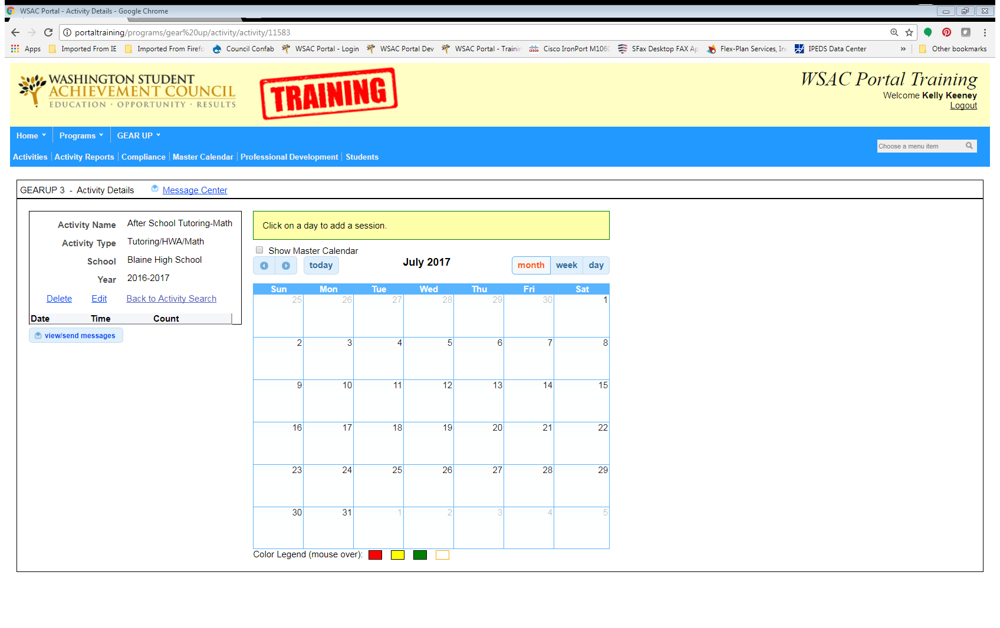 WSAC Portal - Activity Details - Google Chrome
portaltraining/programs/gear%20up/activity/activity/11583
Apps Imported From IE Imported From Firefo Council Confab WSAC Portal - Login WSAC Portal Dev WSAC Portal - Trainin Cisco IronPort M106 SFax Desktop FAX Ap Flex-Plan Services, Inc IPEDS Data Center » Other bookmarks
WASHINGTON STUDENT
ACHIEVEMENT COUNCIL
EDUCATION · OPPORTUNITY · RESULTS
TRAINING
WSAC Portal Training
Welcome Kelly Keeney
Logout
Home Programs GEAR UP
Choose a menu item
Activities Activity Reports Compliance Master Calendar Professional Development Students
GEARUP 3 - Activity Details Message Center
Activity Name After School Tutoring-Math
Activity Type Tutoring/HWA/Math
School Blaine High School
Year 2016-2017
Delete Edit Back to Activity Search
Date Time Count
view/send messages
Click on a day to add a session.
Show Master Calendar
today July 2017 month week day
Sun Mon Tue Wed Thu Fri Sat
25 26 27 28 29 30 1
2 3 4 5 6 7 8
9 10 11 12 13 14 15
16 17 18 19 20 21 22
23 24 25 26 27 28 29
30 31 1 2 3 4 5
Color Legend (mouse over):